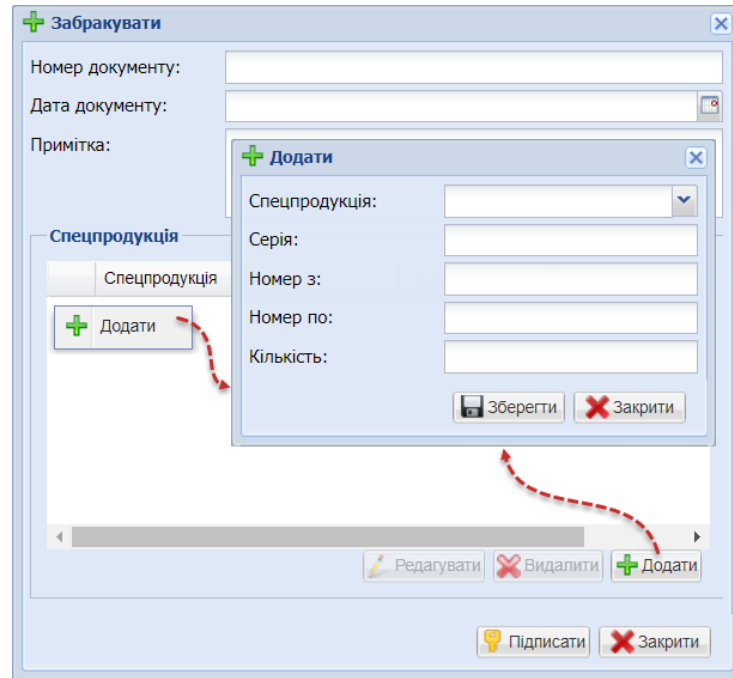 Забракувати
Номер документу:
Дата документу:
Примітка:
Додати
Спецпродукція:
Серія:
Номер з:
Номер по:
Кількість:
Зберегти Закрити
Спецпродукція
Спецпродукція
Додати
Редагувати Видалити Додати
Підписати Закрити